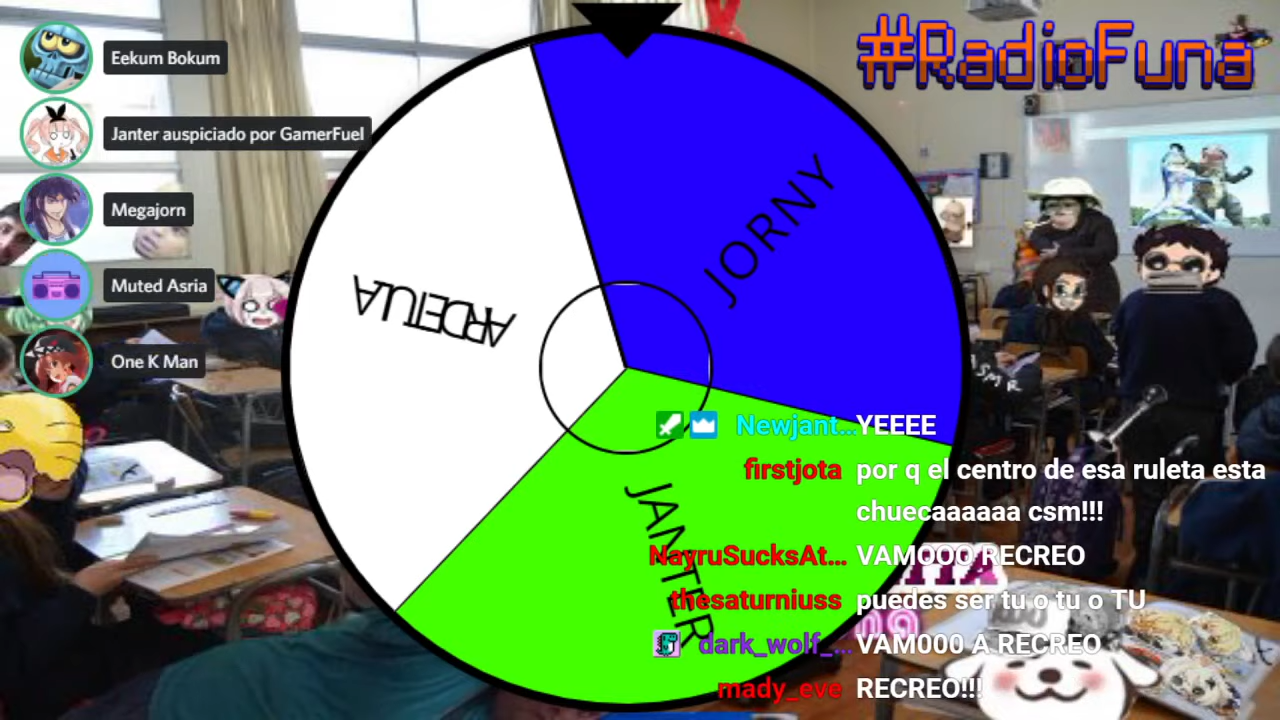 #RadioFuna
Eekum Bokum
Janter auspiciado por GamerFuel
Megajorn
Muted Asria
One K Man
JORNY
JANTER
ASMR
Newjant... YEEEE
firstjota por q el centro de esa ruleta esta
chuecaaaaaa csm!!!
NayruSucksAt... VAMOOO RECREO
thesaturniuss puedes ser tu o tu o TU
dark_wolf_... VAM000 A RECREO
mady_eve RECREO!!!